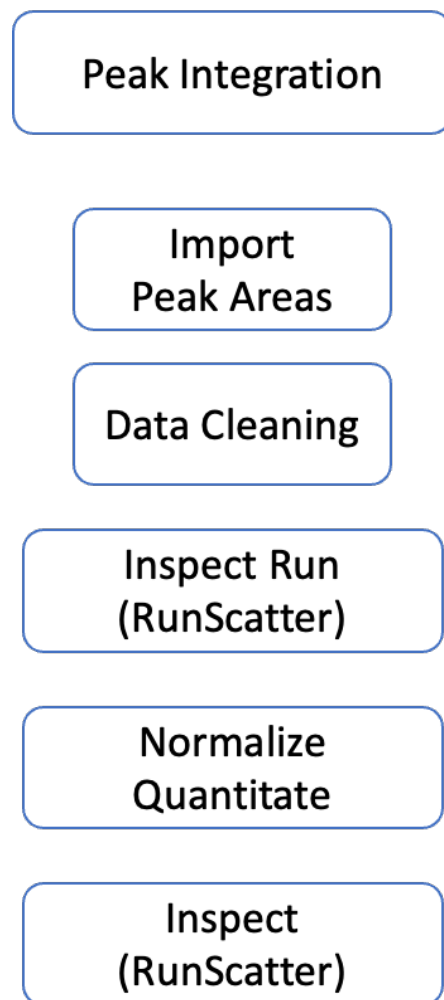 Peak Integration
Import
Peak Areas
Data Cleaning
Inspect Run
(RunScatter)
Normalize
Quantitate
Inspect
(RunScatter)